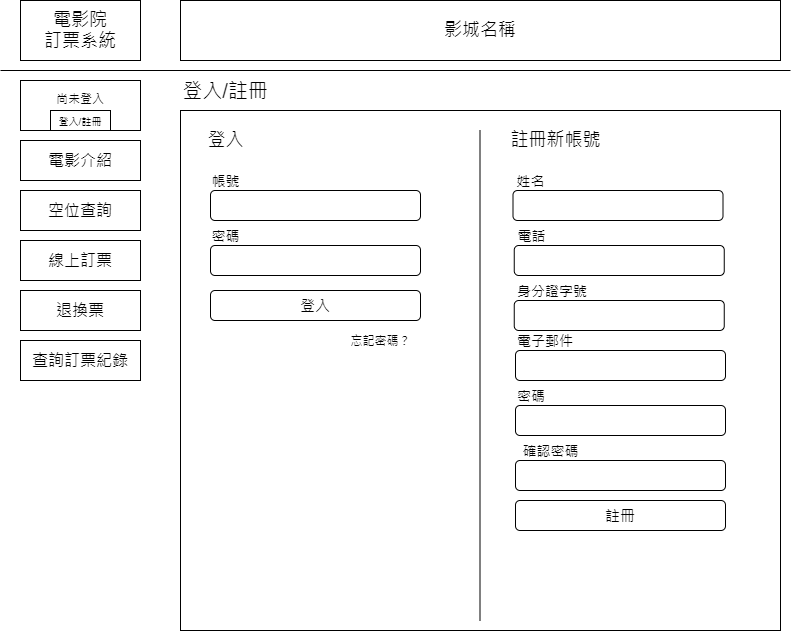 電影院
訂票系統
影城名稱
尚未登入
登入/註冊
電影介紹
空位查詢
線上訂票
退換票
查詢訂票紀錄
登入/註冊
登入
帳號
密碼
登入
忘記密碼？
註冊新帳號
姓名
電話
身分證字號
電子郵件
密碼
確認密碼
註冊